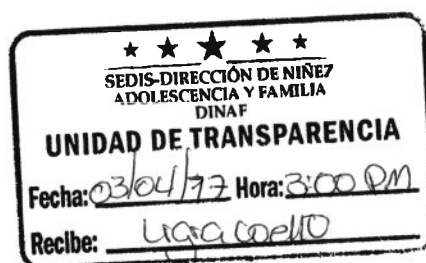 SEDIS-DIRECCIÓN DE NIÑEZ
ADOLESCENCIA Y FAMILIA
DINAF
UNIDAD DE TRANSPARENCIA
Fecha: 03/04/77 Hora: 3:00 PM
Recibe: Ligia Coello